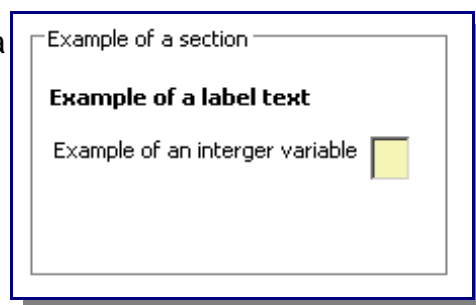 a
Example of a section
Example of a label text
Example of an interger variable